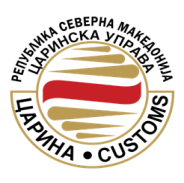 РЕПУБЛИКА СЕВЕРНА МАКЕДОНИЈА
ЦАРИНСКА УПРАВА
ЦАРИНА • CUSTOMS